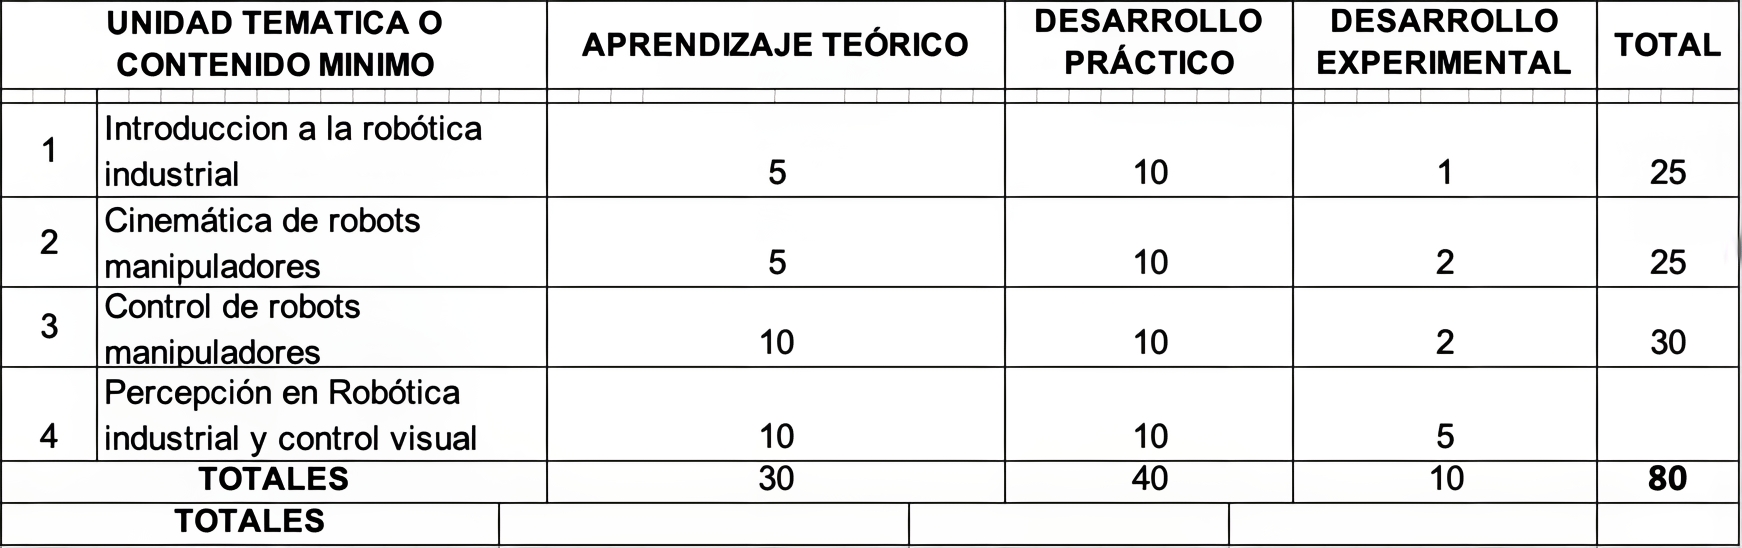 UNIDAD TEMATICA O
CONTENIDO MINIMO
APRENDIZAJE TEÓRICO
DESARROLLO
PRÁCTICO
DESARROLLO
EXPERIMENTAL
TOTAL
1
Introduccion a la robótica
industrial
5
10
1
25
2
Cinemática de robots
manipuladores
5
10
2
25
3
Control de robots
manipuladores
10
10
2
30
4
Percepción en Robótica
industrial y control visual
10
10
5
TOTALES
30
40
10
80
TOTALES